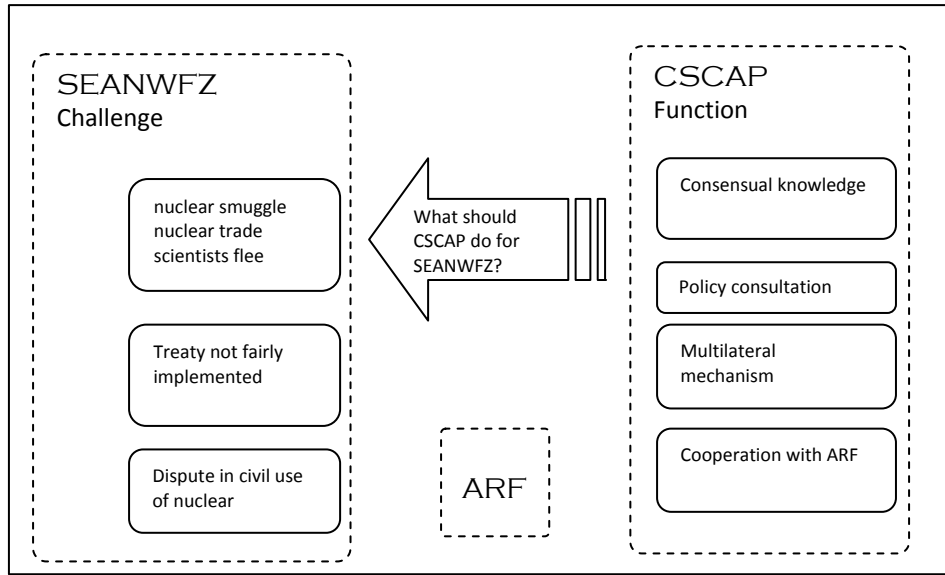 SEANWFZ
Challenge
nuclear smuggle
nuclear trade
scientists flee
Treaty not fairly
implemented
Dispute in civil use
of nuclear
What should
CSCAP do for
SEANWFZ?
ARF
CSCAP
Function
Consensual knowledge
Policy consultation
Multilateral
mechanism
Cooperation with ARF